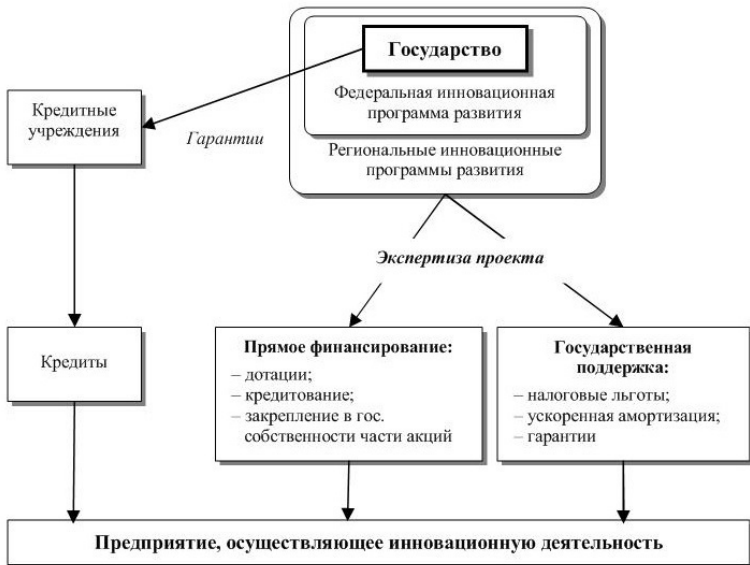 Государство
Федеральная инновационная
программа развития
Региональные инновационные
программы развития
Кредитные
учреждения
Гарантии
Экспертиза проекта
Кредиты
Прямое финансирование:
– дотации;
– кредитование;
– закрепление в гос.
собственности части акций
Государственная
поддержка:
– налоговые льготы;
– ускоренная амортизация;
– гарантии
Предприятие, осуществляющее инновационную деятельность